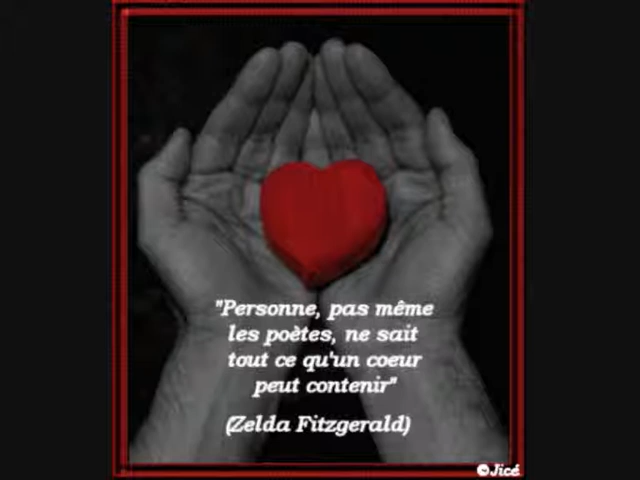 "Personne, pas même
les poètes, ne sait
tout ce qu'un coeur
peut contenir"
(Zelda Fitzgerald)
©Jicé